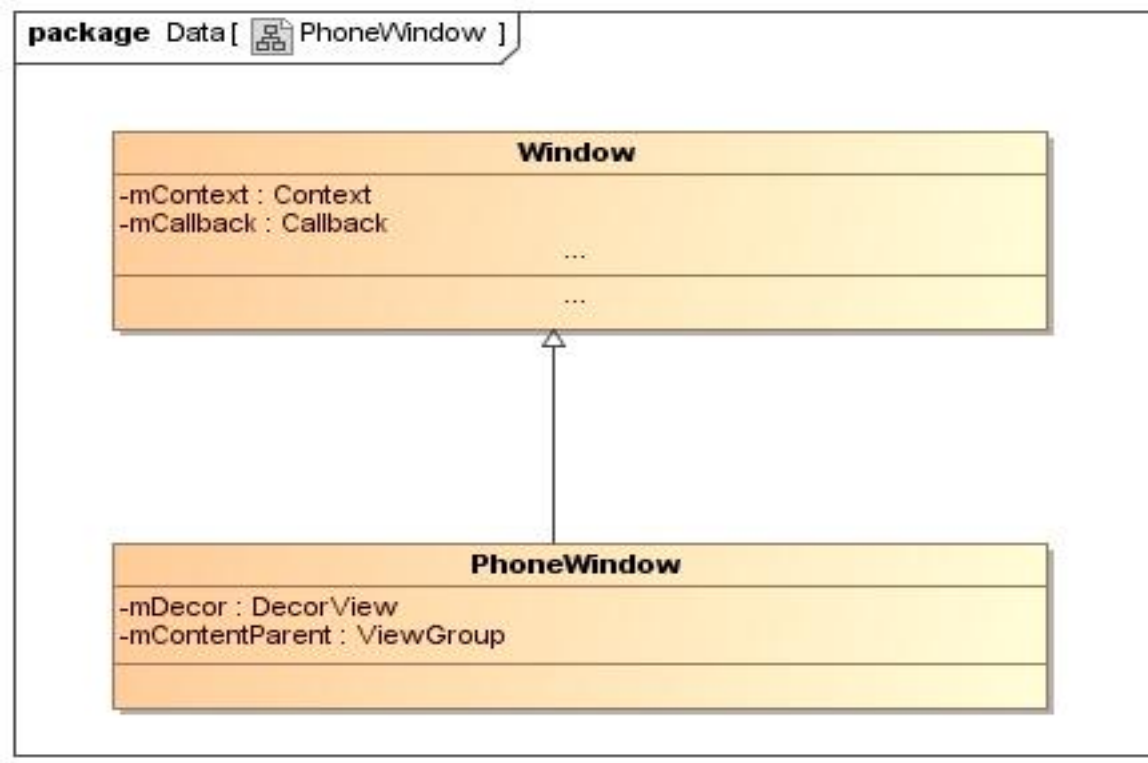 package Data [ PhoneWindow ]
Window
-mContext : Context
-mCallback : Callback
...
...
PhoneWindow
-mDecor : DecorView
-mContentParent : ViewGroup